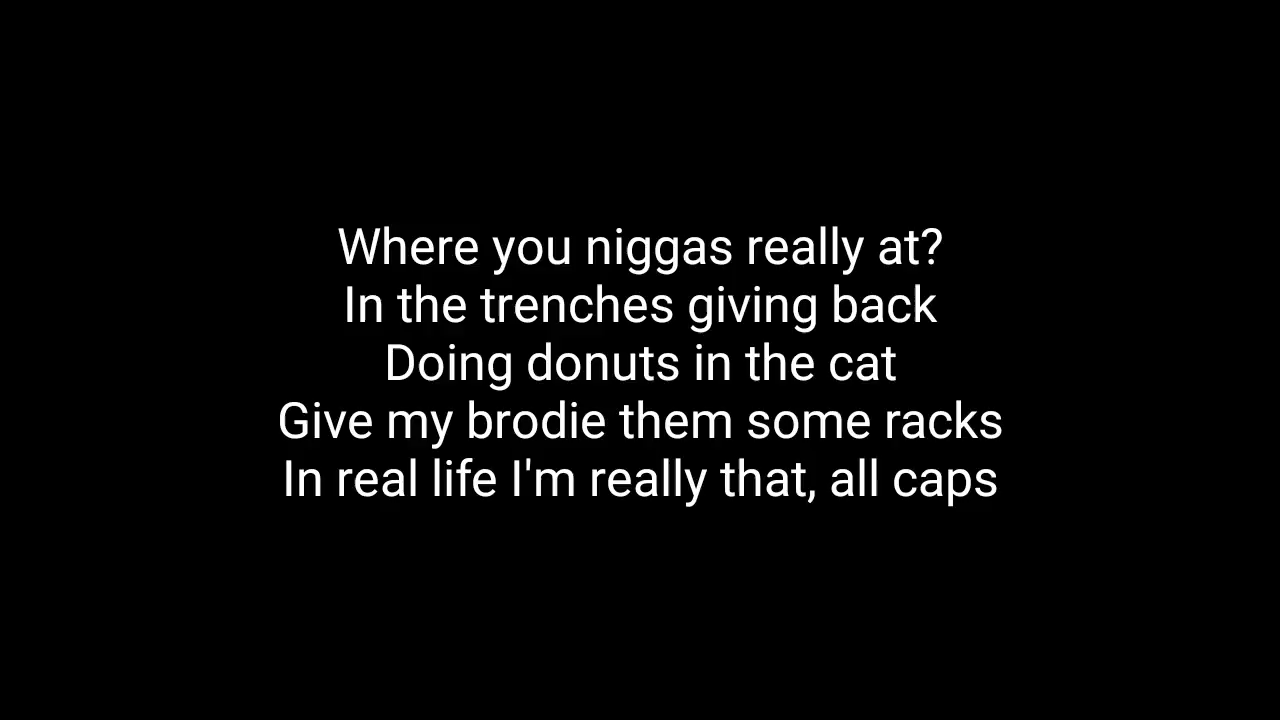 Where you niggas really at?
In the trenches giving back
Doing donuts in the cat
Give my brodie them some racks
In real life I'm really that, all caps